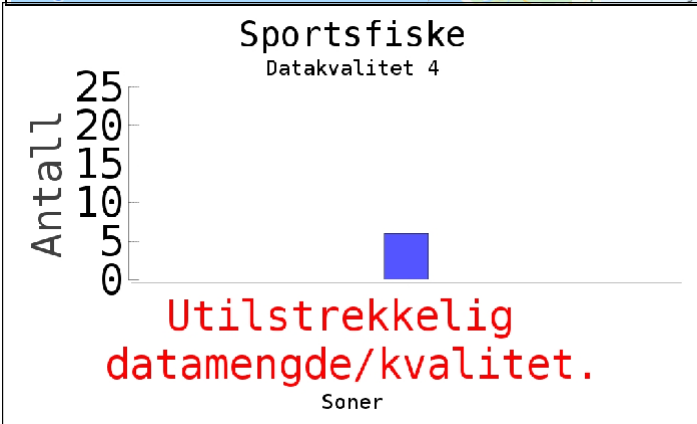 Sportsfiske
Datakvalitet 4
Antall
25
20
15
10
5
0
Utilstrekkelig
datamengde/kvalitet.
Soner